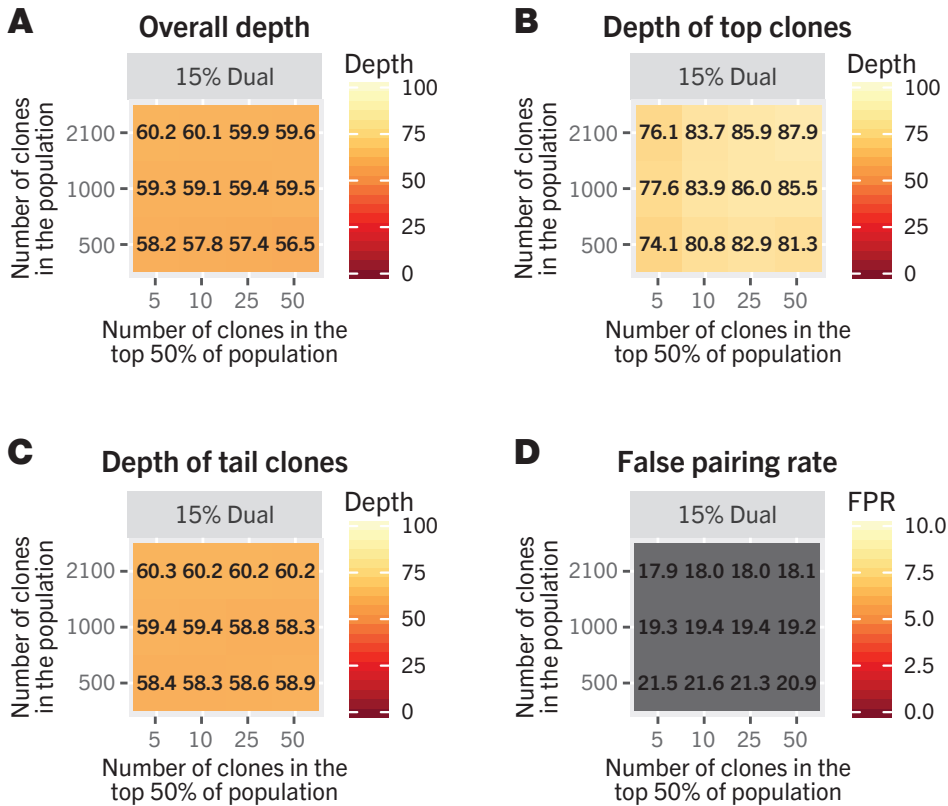 A
Overall depth
15% Dual
Depth
100
75
50
25
0
Number of clones
in the population
2100
60.2 60.1 59.9 59.6
1000
59.3 59.1 59.4 59.5
500
58.2 57.8 57.4 56.5
5 10 25 50
Number of clones in the
top 50% of population
B
Depth of top clones
15% Dual
Depth
100
75
50
25
0
Number of clones
in the population
2100
76.1 83.7 85.9 87.9
1000
77.6 83.9 86.0 85.5
500
74.1 80.8 82.9 81.3
5 10 25 50
Number of clones in the
top 50% of population
C
Depth of tail clones
15% Dual
Depth
100
75
50
25
0
Number of clones
in the population
2100
60.3 60.2 60.2 60.2
1000
59.4 59.4 58.8 58.3
500
58.4 58.3 58.6 58.9
5 10 25 50
Number of clones in the
top 50% of population
D
False pairing rate
15% Dual
FPR
10.0
7.5
5.0
2.5
0.0
Number of clones
in the population
2100
17.9 18.0 18.0 18.1
1000
19.3 19.4 19.4 19.2
500
21.5 21.6 21.3 20.9
5 10 25 50
Number of clones in the
top 50% of population